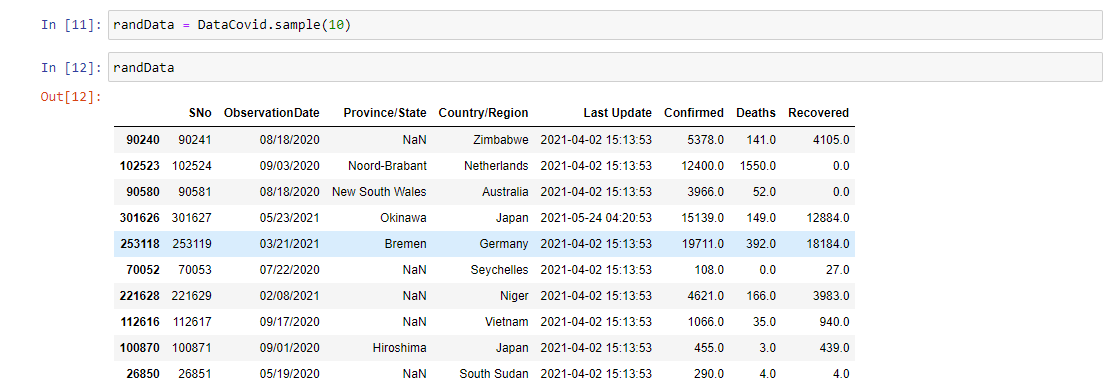 In [11]: randData = DataCovid.sample(10)
In [12]: randData
Out[12]:
SNo ObservationDate Province/State Country/Region Last Update Confirmed Deaths Recovered
90240 90241 08/18/2020 NaN Zimbabwe 2021-04-02 15:13:53 5378.0 141.0 4105.0
102523 102524 09/03/2020 Noord-Brabant Netherlands 2021-04-02 15:13:53 12400.0 1550.0 0.0
90580 90581 08/18/2020 New South Wales Australia 2021-04-02 15:13:53 3966.0 52.0 0.0
301626 301627 05/23/2021 Okinawa Japan 2021-05-24 04:20:53 15139.0 149.0 12884.0
253118 253119 03/21/2021 Bremen Germany 2021-04-02 15:13:53 19711.0 392.0 18184.0
70052 70053 07/22/2020 NaN Seychelles 2021-04-02 15:13:53 108.0 0.0 27.0
221628 221629 02/08/2021 NaN Niger 2021-04-02 15:13:53 4621.0 166.0 3983.0
112616 112617 09/17/2020 NaN Vietnam 2021-04-02 15:13:53 1066.0 35.0 940.0
100870 100871 09/01/2020 Hiroshima Japan 2021-04-02 15:13:53 455.0 3.0 439.0
26850 26851 05/19/2020 NaN South Sudan 2021-04-02 15:13:53 290.0 4.0 4.0